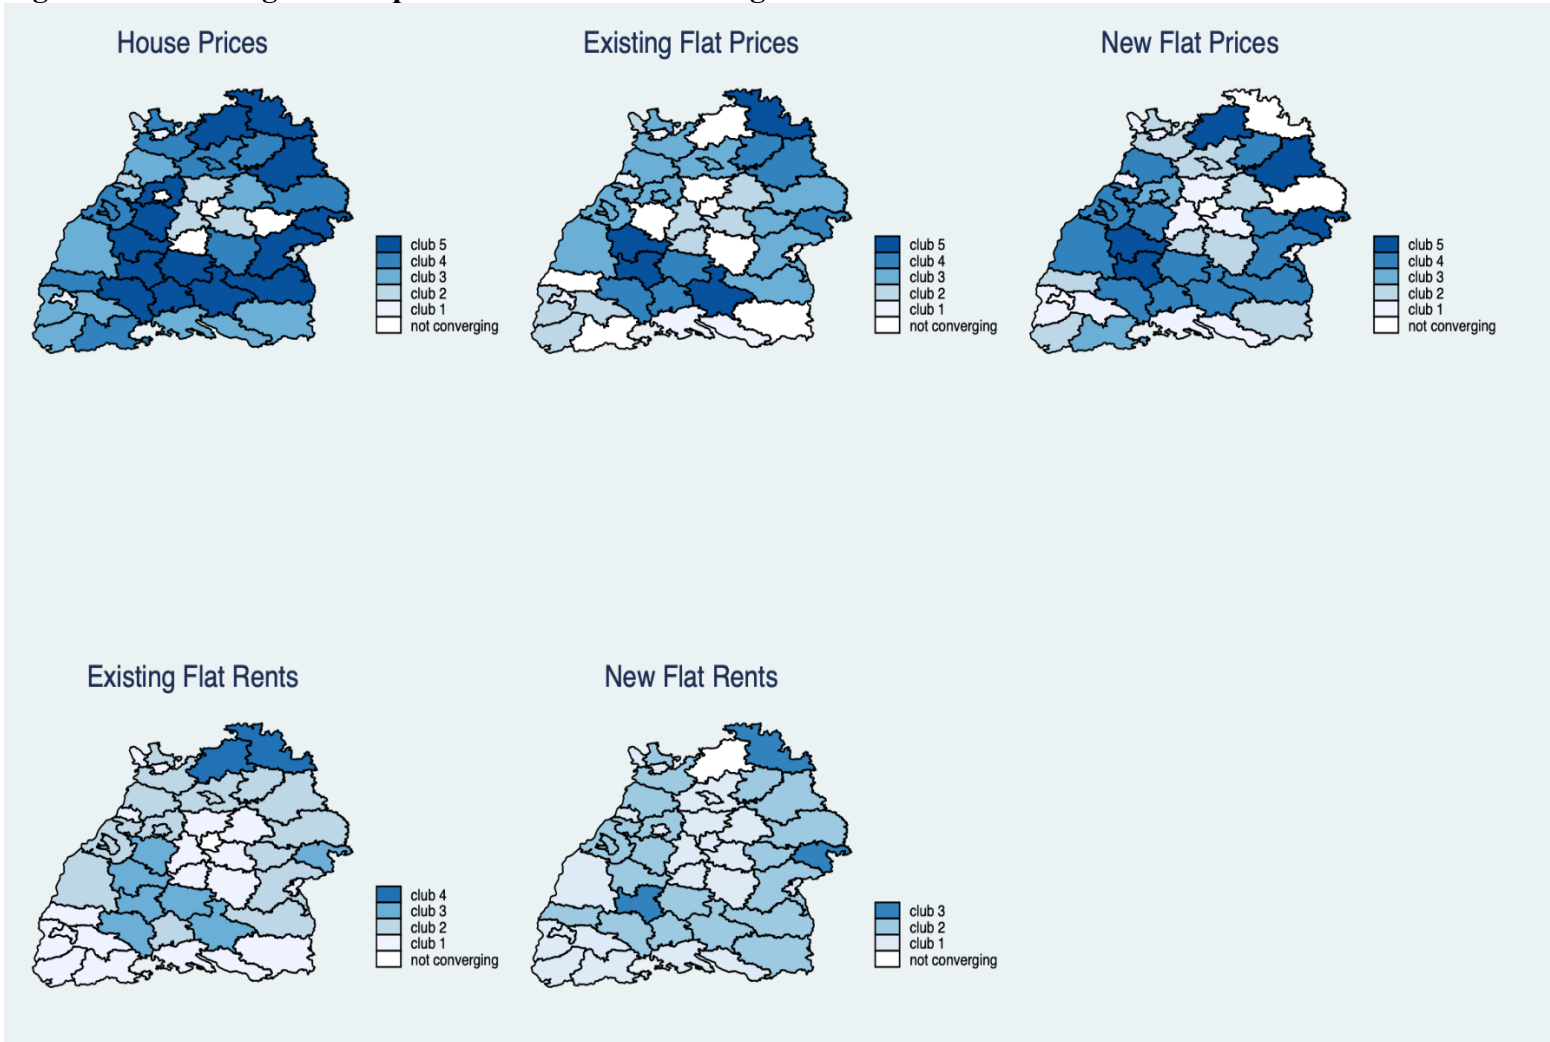 House Prices
Existing Flat Prices
New Flat Prices
club 5
club 4
club 3
club 2
club 1
not converging
club 5
club 4
club 3
club 2
club 1
not converging
club 5
club 4
club 3
club 2
club 1
not converging
Existing Flat Rents
New Flat Rents
club 4
club 3
club 2
club 1
not converging
club 3
club 2
club 1
not converging